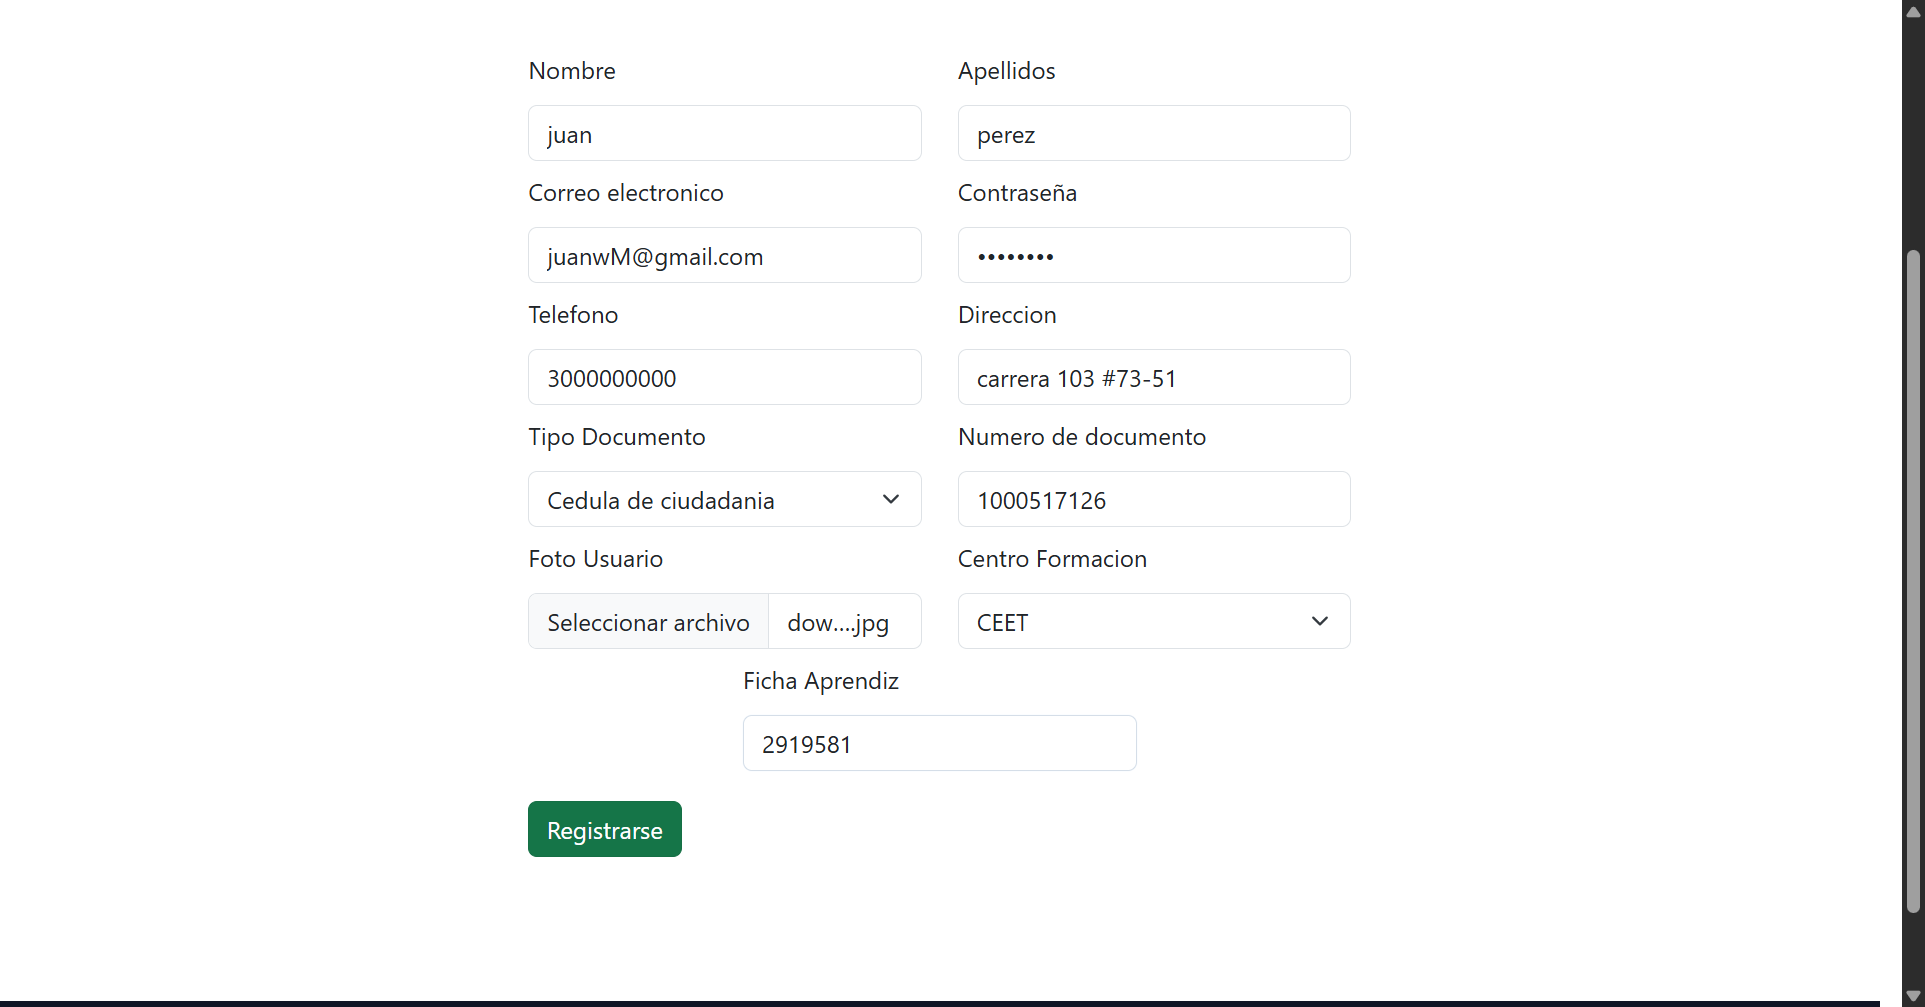 Nombre
Apellidos
juan
perez
Correo electronico
Contraseña
juanwM@gmail.com
••••••••
Telefono
Direccion
3000000000
carrera 103 #73-51
Tipo Documento
Numero de documento
Cedula de ciudadania
1000517126
Foto Usuario
Centro Formacion
Seleccionar archivo
dow....jpg
CEET
Ficha Aprendiz
2919581
Registrarse